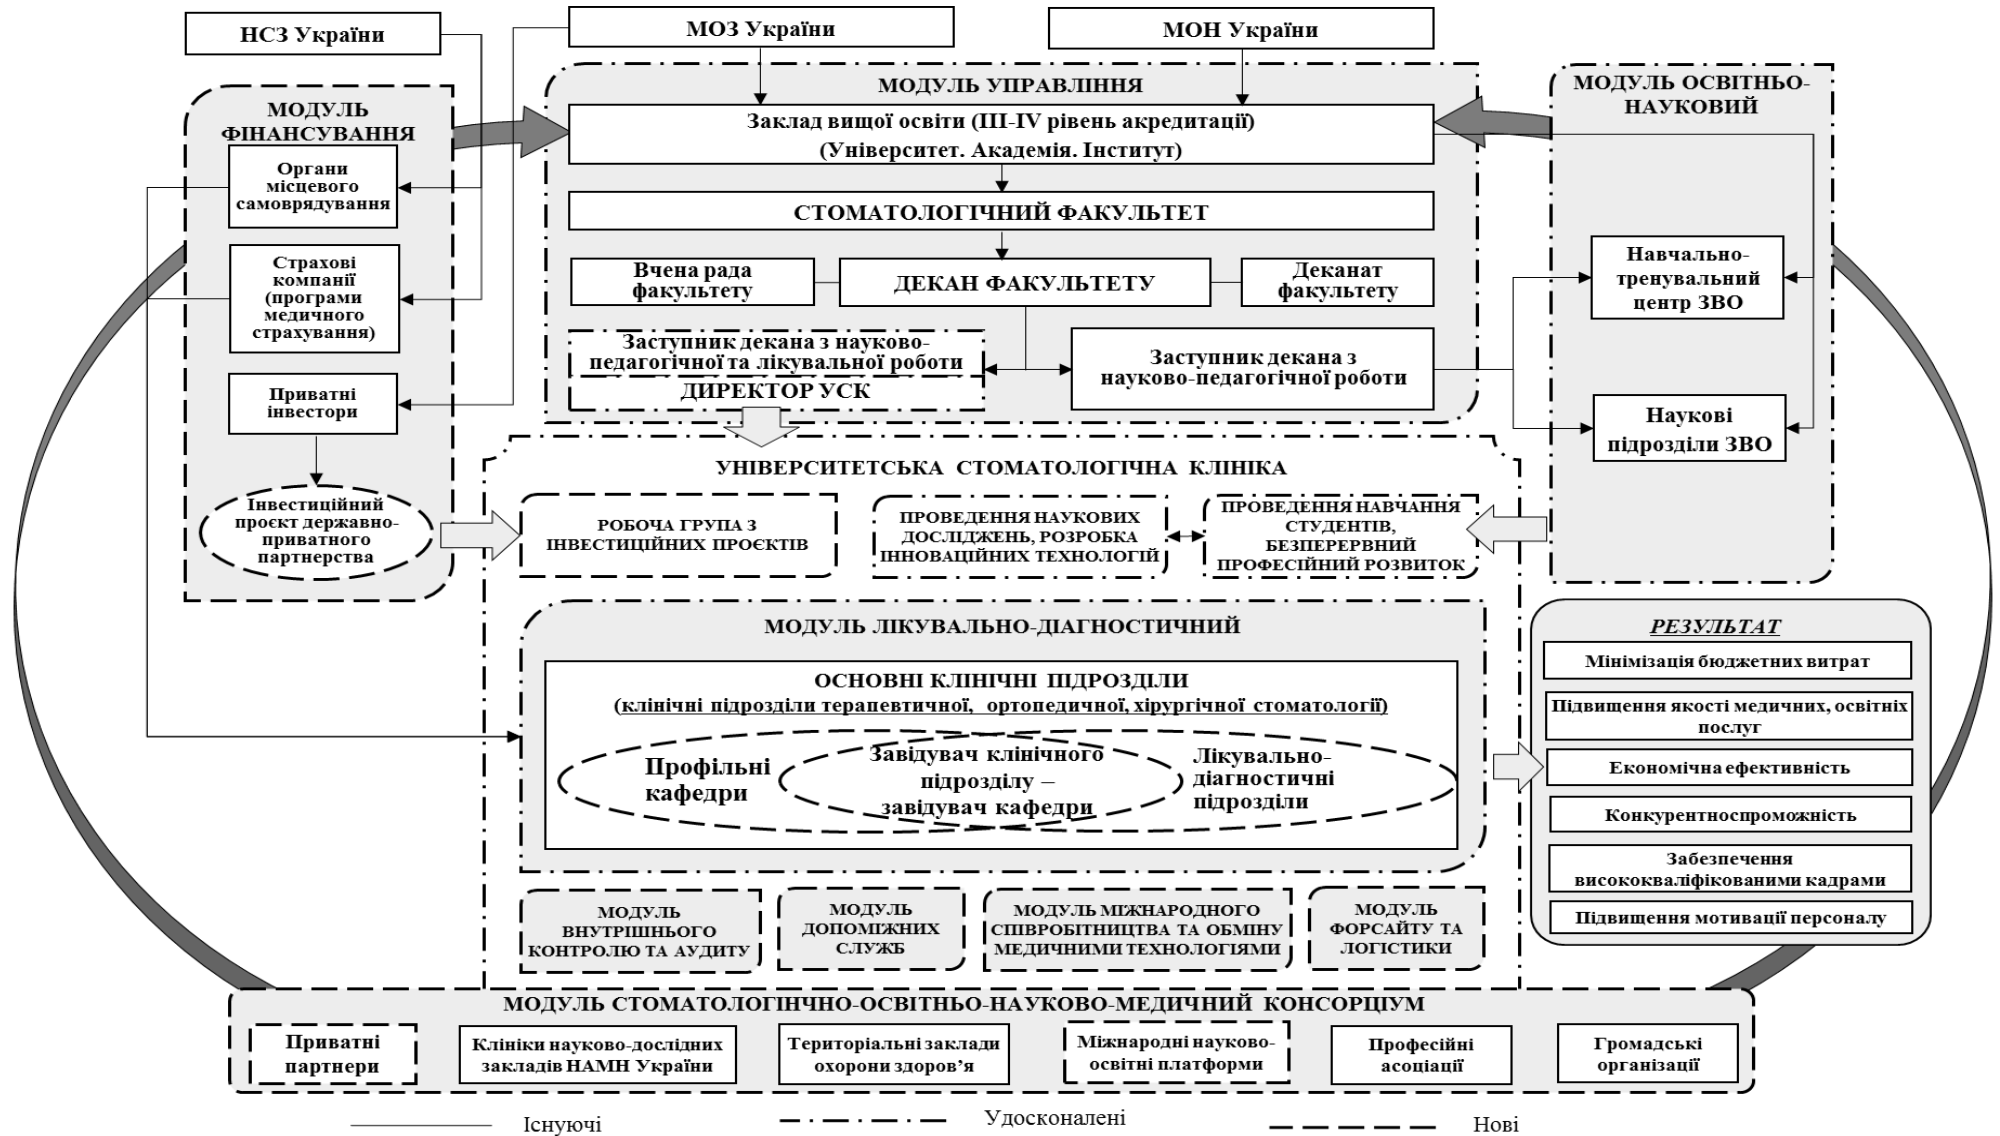 НСЗ України
МОЗ України
МОН України
МОДУЛЬ
ФІНАНСУВАННЯ
Органи
місцевого
самоврядування
Страхові
компанії
(програми
медичного
страхування)
Приватні
інвестори
Інвестиційний
проєкт державно-
приватного
партнерства
МОДУЛЬ УПРАВЛІННЯ
Заклад вищої освіти (III-IV рівень акредитації)
(Університет. Академія. Інститут)
СТОМАТОЛОГІЧНИЙ ФАКУЛЬТЕТ
Вчена рада
факультету
ДЕКАН ФАКУЛЬТЕТУ
Деканат
факультету
Заступник декана з науково-
педагогічної та лікувальної роботи
ДИРЕКТОР УСК
Заступник декана з
науково-педагогічної роботи
МОДУЛЬ ОСВІТНЬО-
НАУКОВИЙ
Навчально-
тренувальний
центр ЗВО
Наукові
підрозділи ЗВО
УНІВЕРСИТЕТСЬКА СТОМАТОЛОГІЧНА КЛІНІКА
РОБОЧА ГРУПА З
ІНВЕСТИЦІЙНИХ ПРОЄКТІВ
ПРОВЕДЕННЯ НАУКОВИХ
ДОСЛІДЖЕНЬ, РОЗРОБКА
ІННОВАЦІЙНИХ ТЕХНОЛОГІЙ
ПРОВЕДЕННЯ НАВЧАННЯ
СТУДЕНТІВ,
БЕЗПЕРЕРВНИЙ
ПРОФЕСІЙНИЙ РОЗВИТОК
МОДУЛЬ ЛІКУВАЛЬНО-ДІАГНОСТИЧНИЙ
ОСНОВНІ КЛІНІЧНІ ПІДРОЗДІЛИ
(клінічні підрозділи терапевтичної, ортопедичної, хірургічної стоматології)
Профільні
кафедри
Завідувач клінічного
підрозділу –
завідувач кафедри
Лікувально-
діагностичні
підрозділи
РЕЗУЛЬТАТ
Мінімізація бюджетних витрат
Підвищення якості медичних, освітніх
послуг
Економічна ефективність
Конкурентноспроможність
Забезпечення
висококваліфікованими кадрами
Підвищення мотивації персоналу
МОДУЛЬ
ВНУТРІШНЬОГО
КОНТРОЛЮ ТА АУДИТУ
МОДУЛЬ
ДОПОМІЖНИХ
СЛУЖБ
МОДУЛЬ МІЖНАРОДНОГО
СПІВРОБІТНИЦТВА ТА ОБМІНУ
МЕДИЧНИМИ ТЕХНОЛОГІЯМИ
МОДУЛЬ
ФОРСАЙТУ ТА
ЛОГІСТИКИ
МОДУЛЬ СТОМАТОЛОГІНЧНО-ОСВІТНЬО-НАУКОВО-МЕДИЧНИЙ КОНСОРЦІУМ
Приватні
партнери
Клініки науково-дослідних
закладів НАМН України
Територіальні заклади
охорони здоров’я
Міжнародні науково-
освітні платформи
Професійні
асоціації
Громадські
організації
Існуючі
Удосконалені
Нові